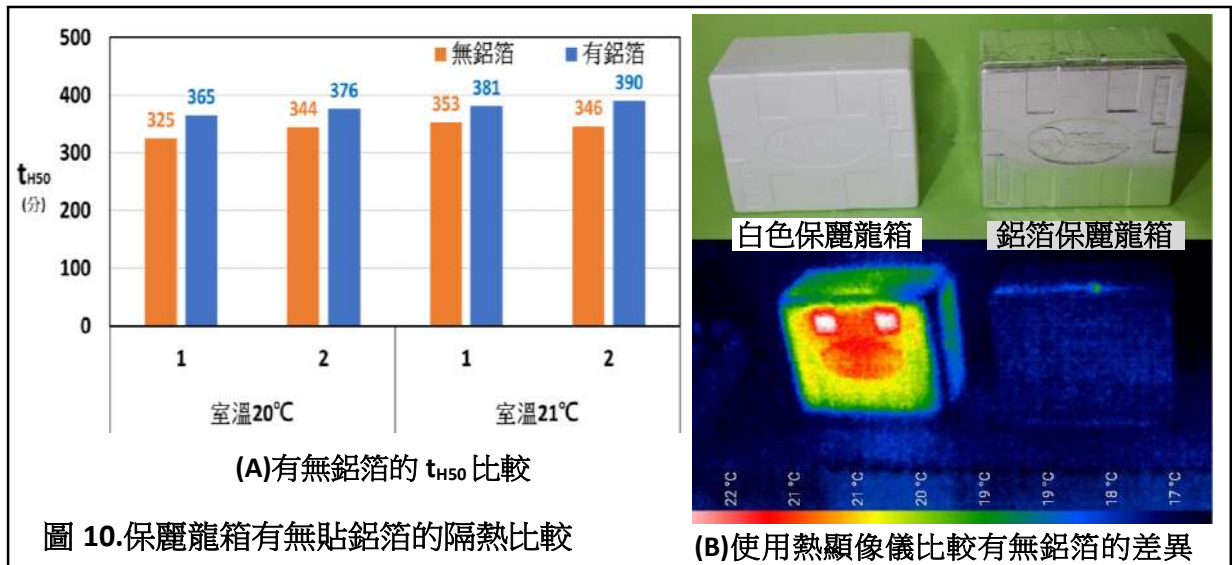 500
400
300
200
100
0
tH50
(分)
無鋁箔
有鋁箔
325
365
344
376
353
381
346
390
1
2
1
2
室溫20℃
室溫21℃
(A)有無鋁箔的 tH50 比較
白色保麗龍箱
鋁箔保麗龍箱
22 °C
21 °C
21 °C
20 °C
19 °C
19 °C
18 °C
17 °C
圖 10.保麗龍箱有無貼鋁箔的隔熱比較
(B)使用熱顯像儀比較有無鋁箔的差異